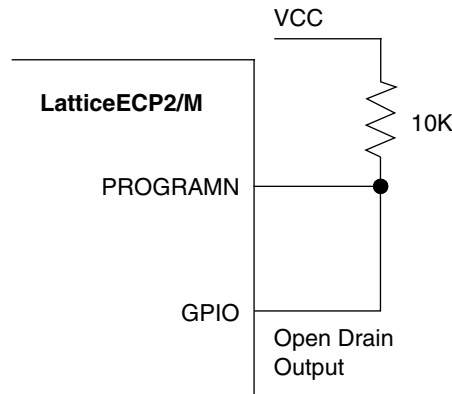 VCC
LatticeECP2/M
10K
PROGRAMN
GPIO
Open Drain
Output